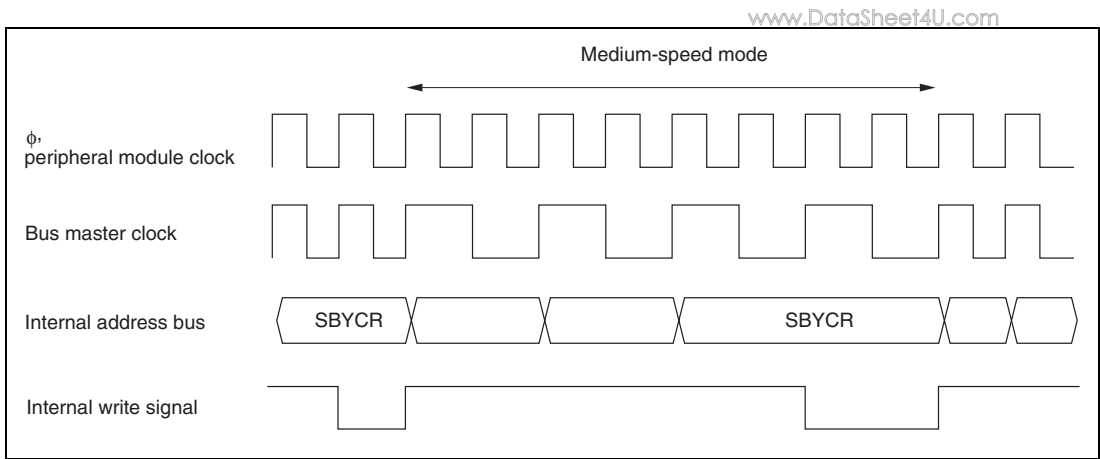 www.DataSheet4U.com
Medium-speed mode
ϕ,
peripheral module clock
Bus master clock
Internal address bus
SBYCR
SBYCR
Internal write signal